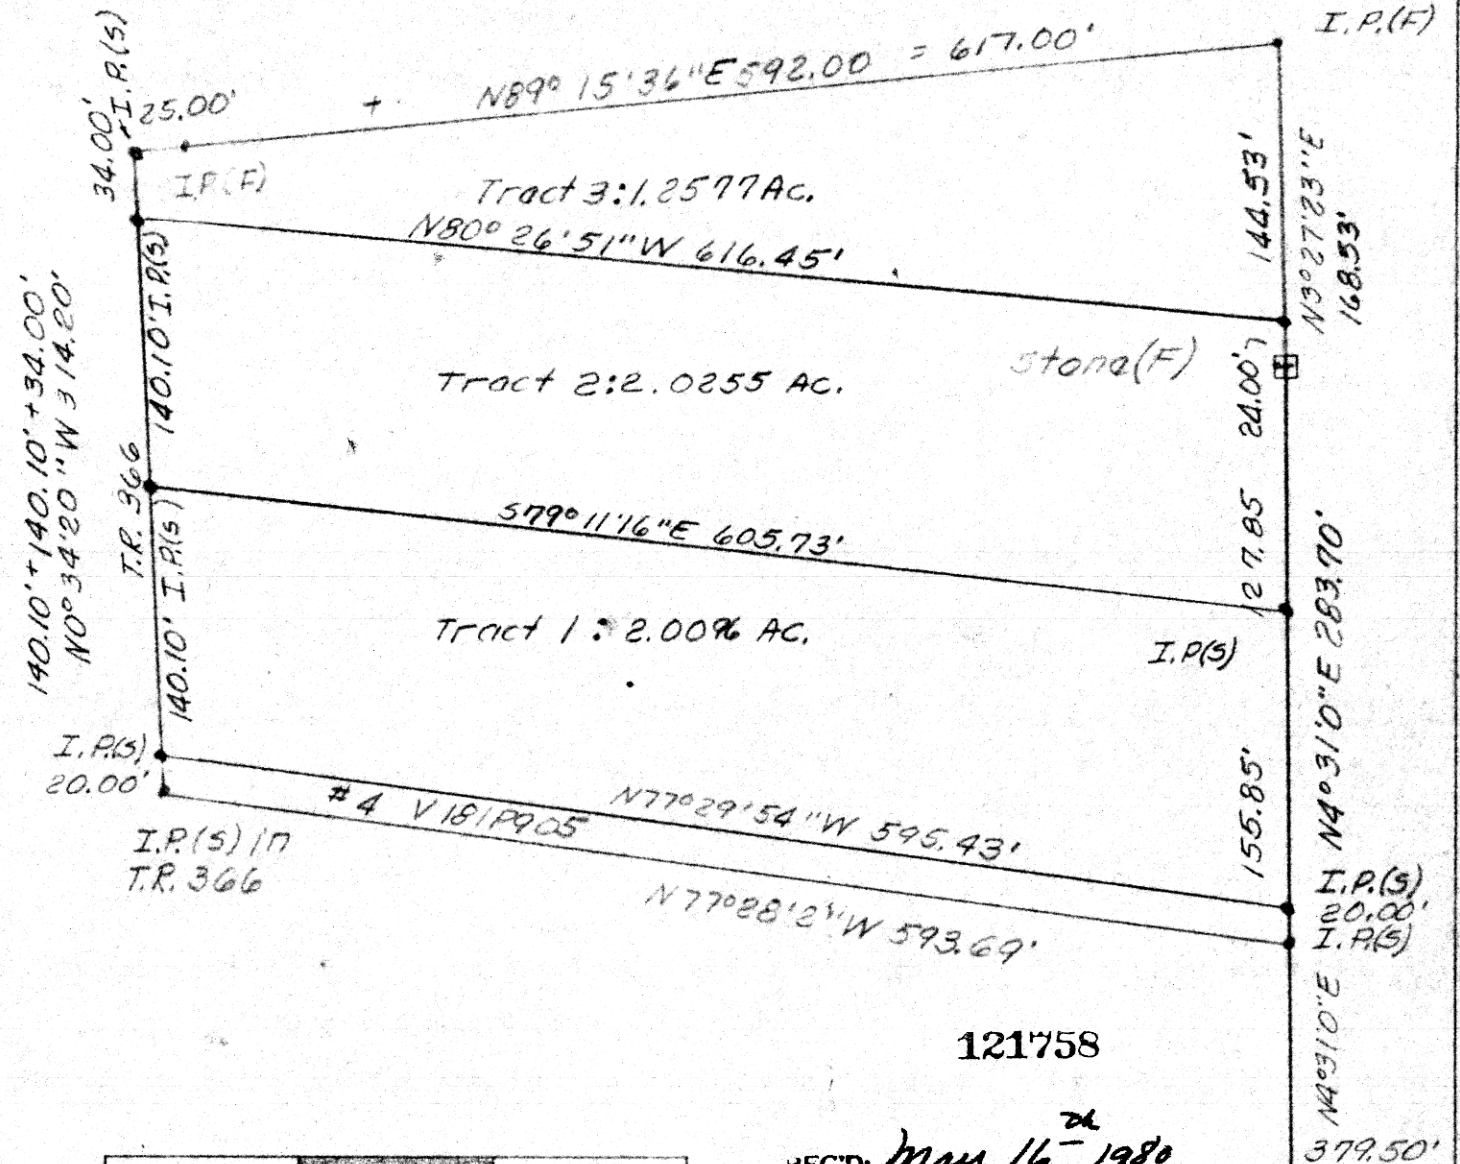 I.P.(F)
N89° 15'36"E 592.00 = 617.00'
+
25.00'
I.P.(S)
34.00'
I.P.(F)
Tract 3:1.2577 Ac.
N80° 26'51"W 616.45'
144.53'
N3°27'23"E
168.53'
140.10' I.P.(S)
Stone(F)
24.00'
Tract 2:2.0255 AC.
140.10'+140.10'+34.00'
N0°34'20"W 314.20'
T.R. 366
S79°11'16"E 605.73'
127.85
140.10' I.P.(S)
Tract 1: 2.0096 AC.
I.P.(S)
N4°31'0"E 283.70'
I.P.(S)
20.00'
155.85'
#4 V181P905
N77°29'54"W 595.43'
I.P.(S) in
T.R. 366
I.P.(S)
20.00'
I.P.(S)
N77°28'2"W 593.69'
N4°31'0"E
379.50'
121758
REC'D. May 16th 1980